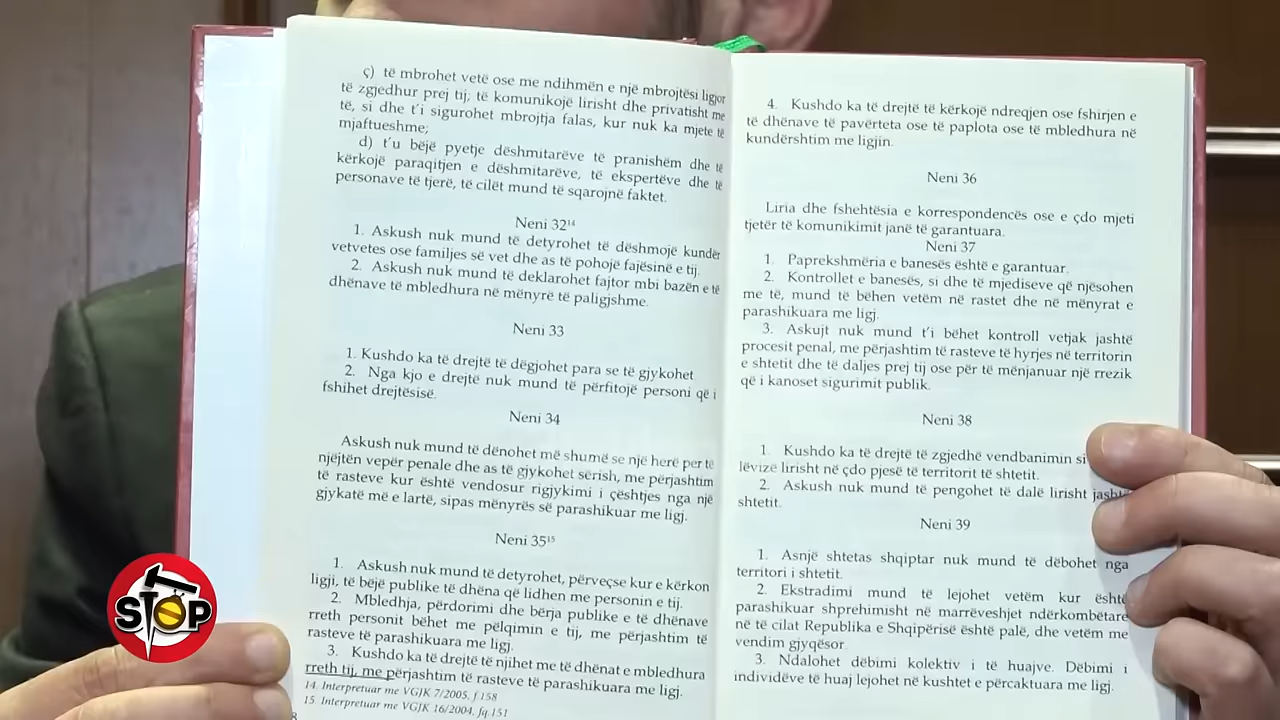 ç) të mbrohet vetë ose me ndihmën e një mbrojtësi ligjor
të zgjedhur prej tij; të komunikojë lirisht dhe privatisht me
të, si dhe t'i sigurohet mbrojtja falas, kur nuk ka mjete të
mjaftueshme;
d) t'u bëjë pyetje dëshmitarëve të pranishëm dhe të
kërkojë paraqitjen e dëshmitarëve, të ekspertëve dhe të
personave të tjerë, të cilët mund të sqarojnë faktet.
Neni 32¹⁴
1. Askush nuk mund të detyrohet të dëshmojë kundër
vetvetes ose familjes së vet dhe as të pohojë fajësinë e tij.
2. Askush nuk mund të deklarohet fajtor mbi bazën e të
dhënave të mbledhura në mënyrë të paligjshme.
Neni 33
1. Kushdo ka të drejtë të dëgjohet para se të gjykohet
2. Nga kjo e drejtë nuk mund të përfitojë personi që i
fshihet drejtësisë.
Neni 34
Askush nuk mund të dënohet më shumë se një herë per të
njëjtën vepër penale dhe as të gjykohet sërish, me përjashtim
të rasteve kur është vendosur rigjykimi i çështjes nga një
gjykatë më e lartë, sipas mënyrës së parashikuar me ligj.
Neni 35¹⁵
1. Askush nuk mund të detyrohet, përveçse kur e kërkon
ligji, të bëjë publike të dhëna që lidhen me personin e tij.
2. Mbledhja, përdorimi dhe bërja publike e të dhënave
rreth personit bëhet me pëlqimin e tij, me përjashtim të
rasteve të parashikuara me ligj.
3. Kushdo ka të drejtë të njihet me të dhënat e mbledhura
rreth tij, me përjashtim të rasteve të parashikuara me ligj.
14. Interpretuar me VGJK 7/2005, f 158
15. Interpretuar me VGJK 16/2004, fq 151
8
4. Kushdo ka të drejtë të kërkojë ndreqjen ose fshirjen e
të dhënave të pavërteta ose të paplota ose të mbledhura në
kundërshtim me ligjin.
Neni 36
Liria dhe fshehtësia e korrespondencës ose e çdo mjeti
tjetër të komunikimit janë të garantuara.
Neni 37
1. Paprekshmëria e banesës është e garantuar.
2. Kontrollet e banesës, si dhe të mjediseve që njësohen
me të, mund të bëhen vetëm në rastet dhe në mënyrat e
parashikuara me ligj.
3. Askujt nuk mund t'i bëhet kontroll vetjak jashtë
procesit penal, me përjashtim të rasteve të hyrjes në territorin
e shtetit dhe të daljes prej tij ose për të mënjanuar një rrezik
që i kanoset sigurimit publik.
Neni 38
1. Kushdo ka të drejtë të zgjedhë vendbanimin si
lëvizë lirisht në çdo pjesë të territorit të shtetit.
2. Askush nuk mund të pengohet të dalë lirisht jashtë
shtetit.
Neni 39
1. Asnjë shtetas shqiptar nuk mund të dëbohet nga
territori i shtetit.
2. Ekstradimi mund të lejohet vetëm kur është
parashikuar shprehimisht në marrëveshjet ndërkombëtare
në të cilat Republika e Shqipërisë është palë, dhe vetëm me
vendim gjyqësor.
3. Ndalohet dëbimi kolektiv i të huajve. Dëbimi i
individëve të huaj lejohet në kushtet e përcaktuara me ligj.
STOP